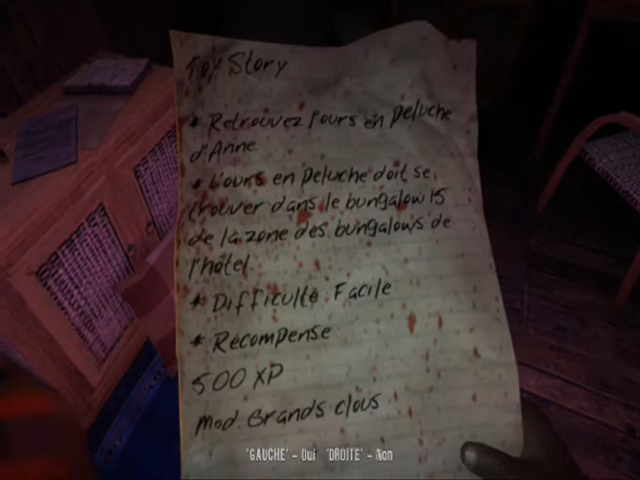 Toy Story
* Retrouvez l'ours en peluche
d'Anne
* L'ours en peluche doit se
trouver dans le bungalow 15
de la zone des bungalows de
l'hôtel
* Difficulté Facile
* Récompense
500 XP
Mod. Grands clous
'GAUCHE' - Oui 'DROITE' - Non